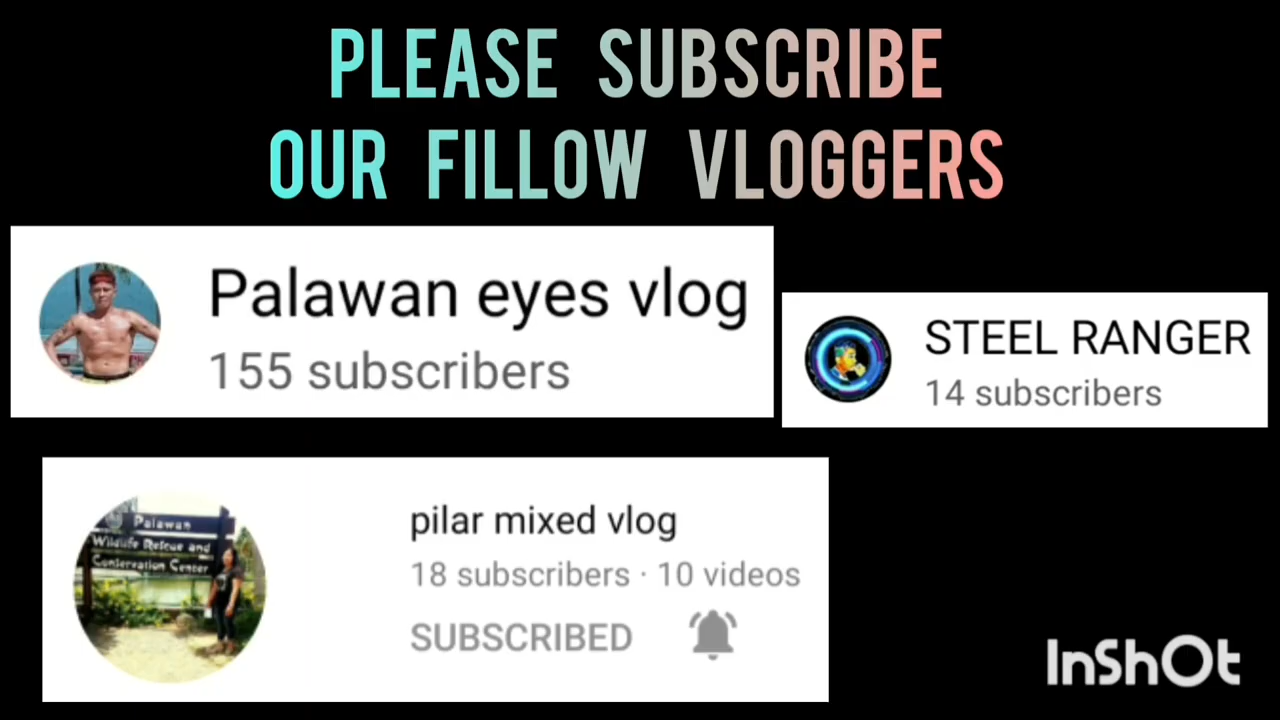 PLEASE SUBSCRIBE
OUR FILLOW VLOGGERS
Palawan eyes vlog
155 subscribers
STEEL RANGER
14 subscribers
Palawan
Wildlife Rescue and
Conservation Center
pilar mixed vlog
18 subscribers · 10 videos
SUBSCRIBED
InShOt